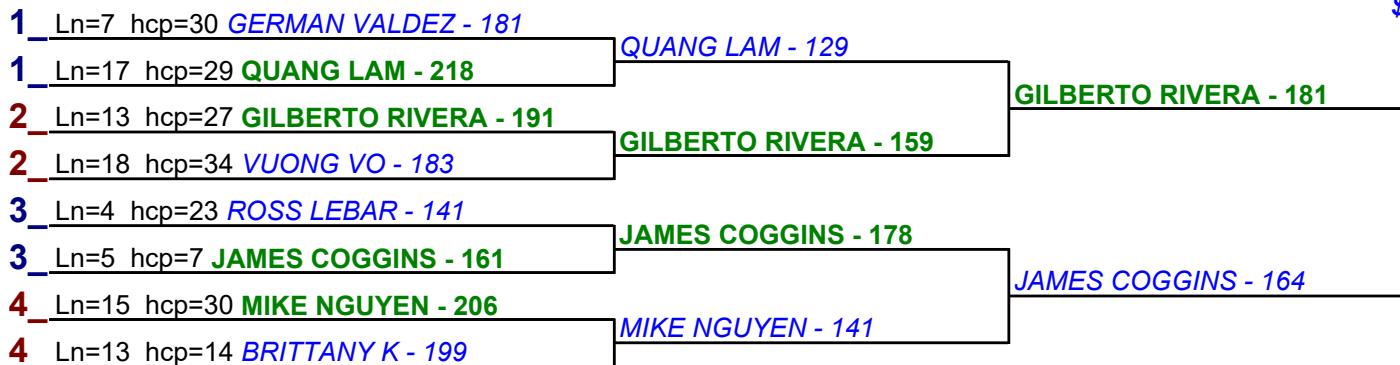 $
1_ Ln=7 hcp=30 GERMAN VALDEZ - 181
QUANG LAM - 129
1_ Ln=17 hcp=29 QUANG LAM - 218
GILBERTO RIVERA - 181
2_ Ln=13 hcp=27 GILBERTO RIVERA - 191
GILBERTO RIVERA - 159
2_ Ln=18 hcp=34 VUONG VO - 183
3_ Ln=4 hcp=23 ROSS LEBAR - 141
JAMES COGGINS - 178
3_ Ln=5 hcp=7 JAMES COGGINS - 161
JAMES COGGINS - 164
4_ Ln=15 hcp=30 MIKE NGUYEN - 206
MIKE NGUYEN - 141
4 Ln=13 hcp=14 BRITTANY K - 199